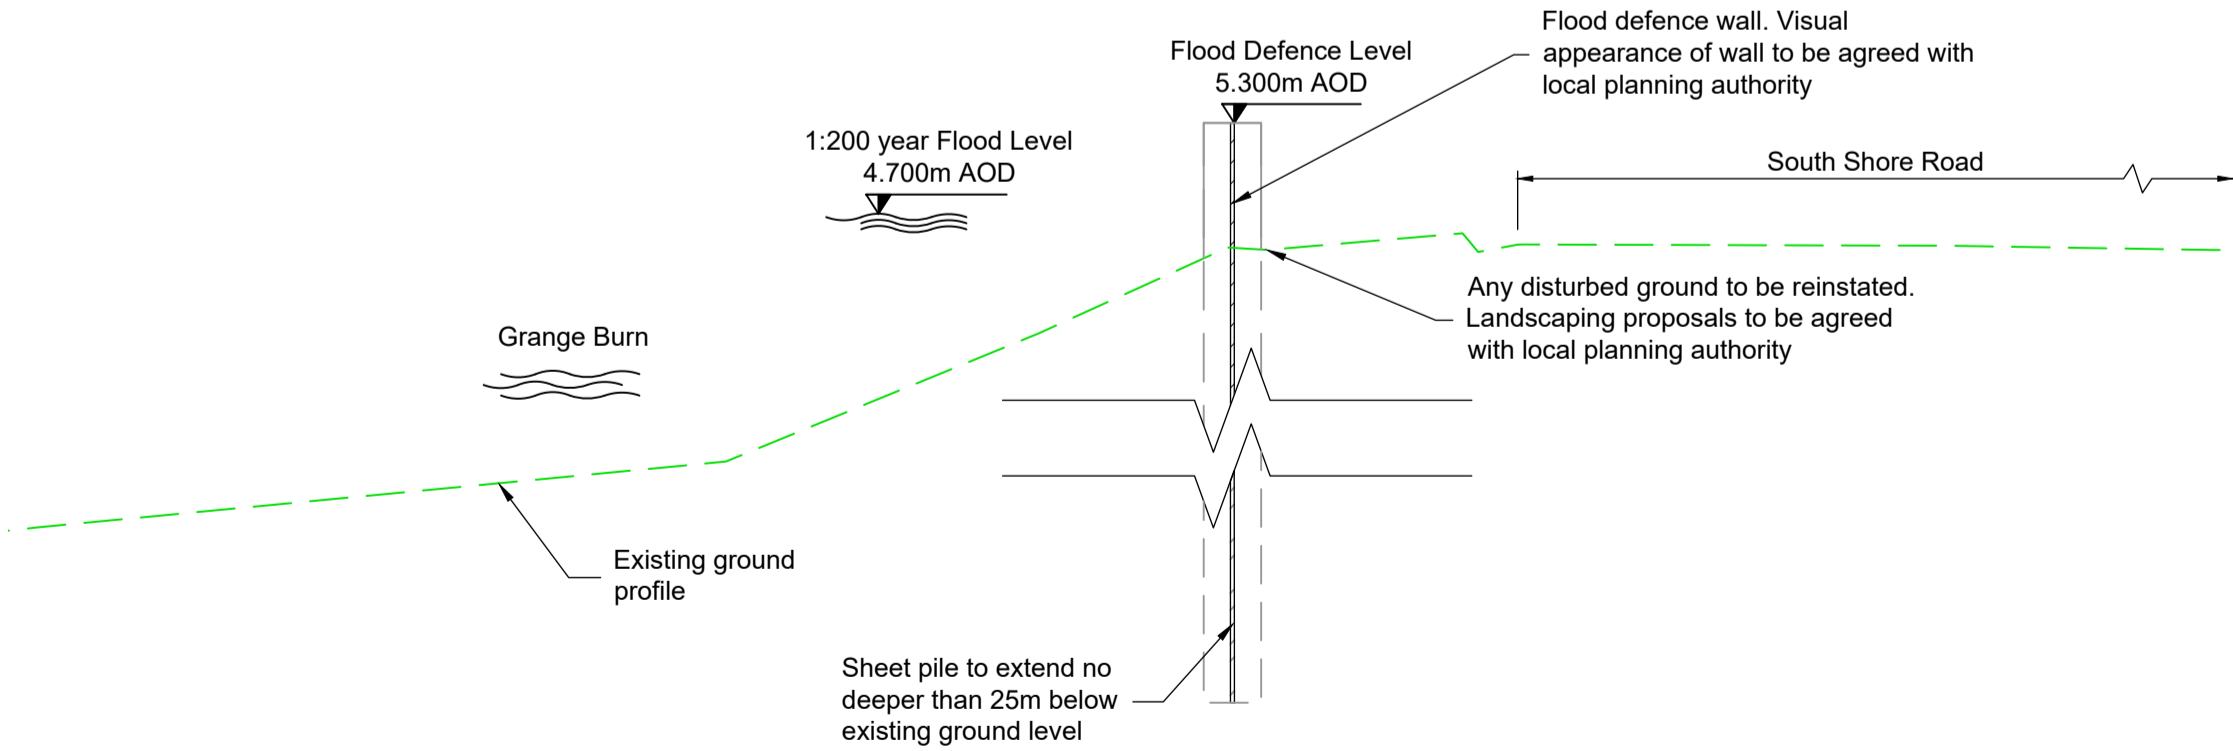 Flood defence wall. Visual
appearance of wall to be agreed with
local planning authority
Flood Defence Level
5.300m AOD
1:200 year Flood Level
4.700m AOD
South Shore Road
Any disturbed ground to be reinstated.
Landscaping proposals to be agreed
with local planning authority
Grange Burn
Existing ground
profile
Sheet pile to extend no
deeper than 25m below
existing ground level